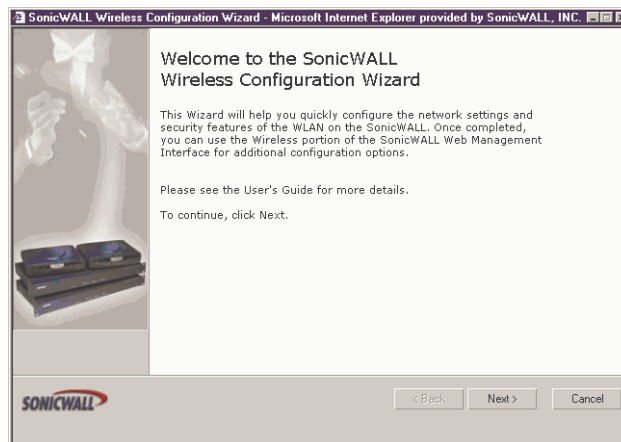 SonicWALL Wireless Configuration Wizard - Microsoft Internet Explorer provided by SonicWALL, INC.
Welcome to the SonicWALL
Wireless Configuration Wizard
This Wizard will help you quickly configure the network settings and
security features of the WLAN on the SonicWALL. Once completed,
you can use the Wireless portion of the SonicWALL Web Management
Interface for additional configuration options.
Please see the User's Guide for more details.
To continue, click Next.
SONICWALL
< Back
Next >
Cancel